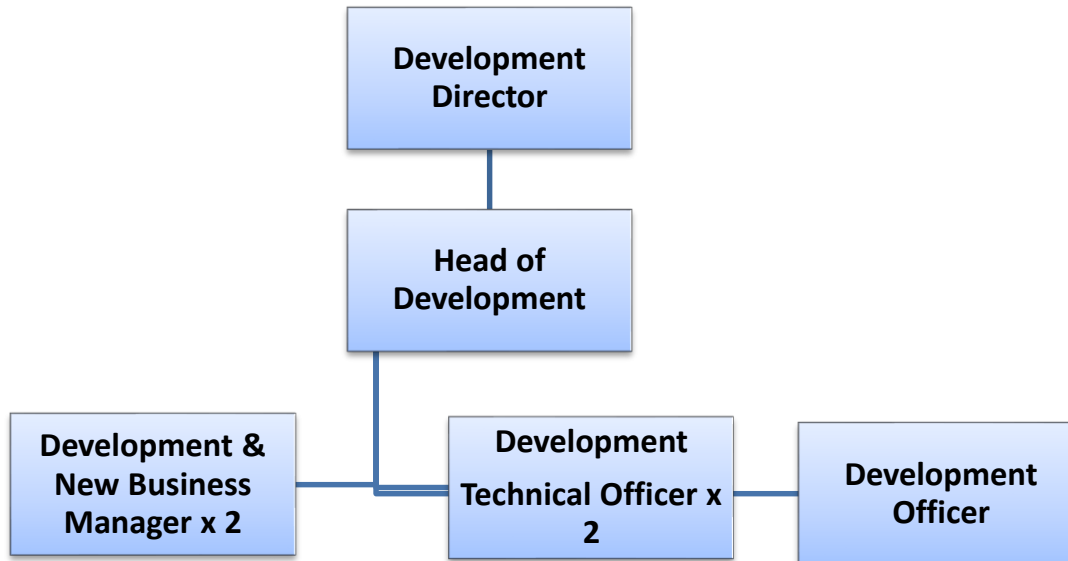 Development
Director
Head of
Development
Development &
New Business
Manager x 2
Development
Technical Officer x
2
Development
Officer